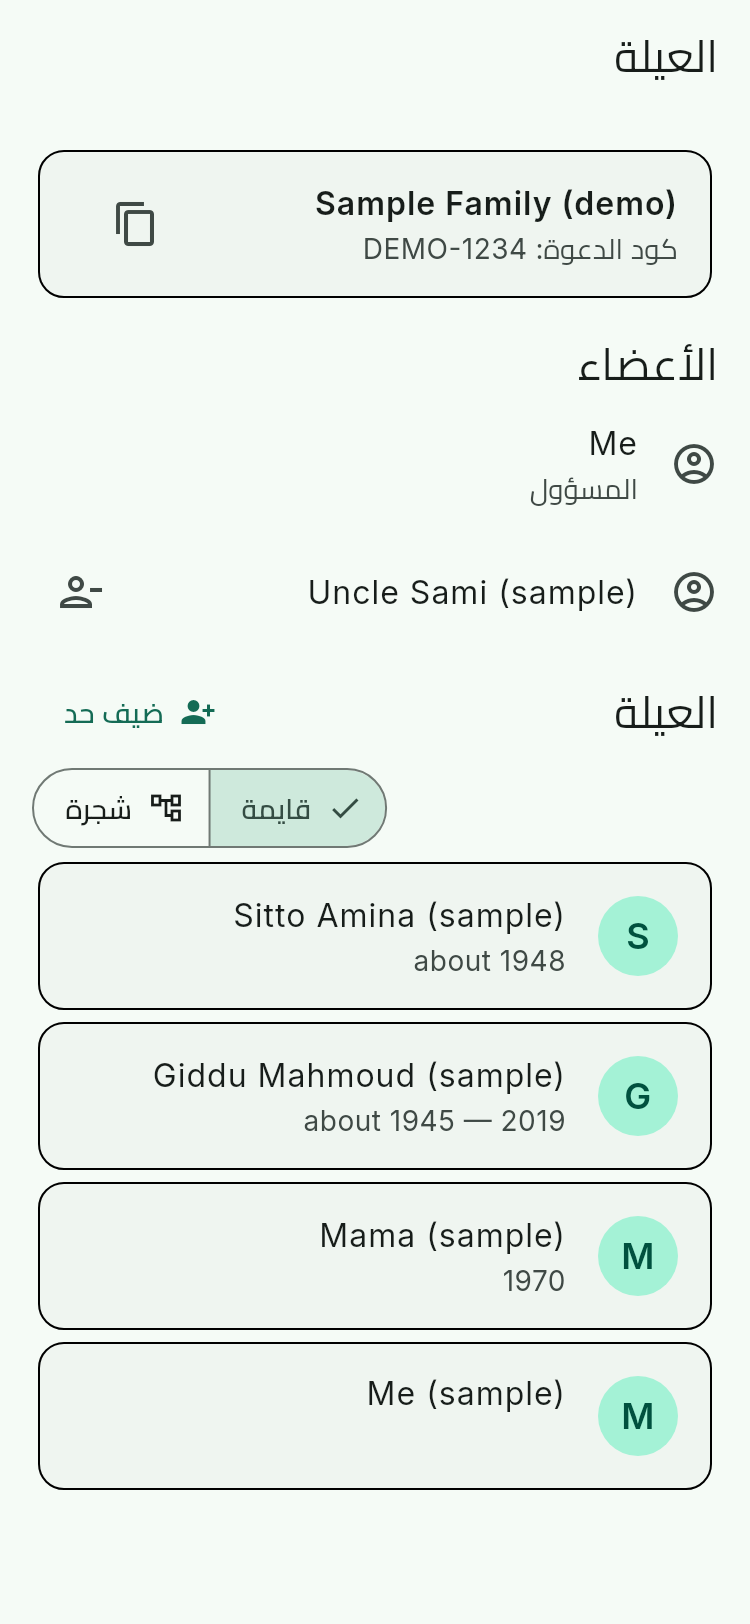 العيلة
Sample Family (demo)
كود الدعوة: DEMO-1234
الأعضاء
Me
المسؤول
Uncle Sami (sample)
العيلة
ضيف حد
قايمة
شجرة
S
Sitto Amina (sample)
about 1948
G
Giddu Mahmoud (sample)
about 1945 — 2019
M
Mama (sample)
1970
M
Me (sample)